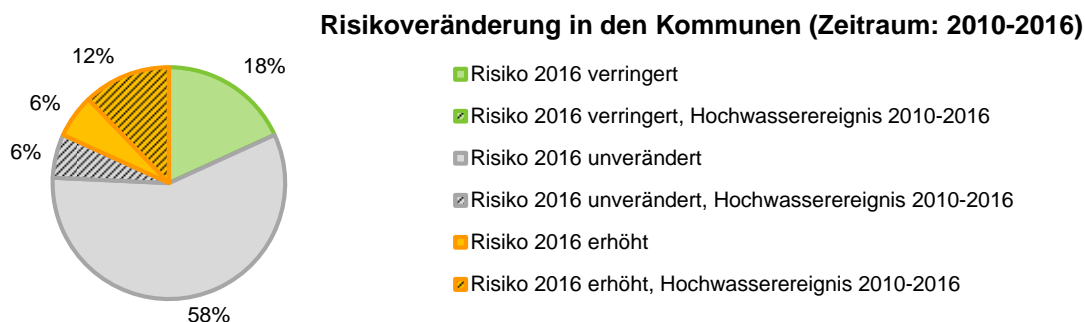 Risikoveränderung in den Kommunen (Zeitraum: 2010-2016)
12%
18%
6%
6%
58%
Risiko 2016 verringert
Risiko 2016 verringert, Hochwasserereignis 2010-2016
Risiko 2016 unverändert
Risiko 2016 unverändert, Hochwasserereignis 2010-2016
Risiko 2016 erhöht
Risiko 2016 erhöht, Hochwasserereignis 2010-2016